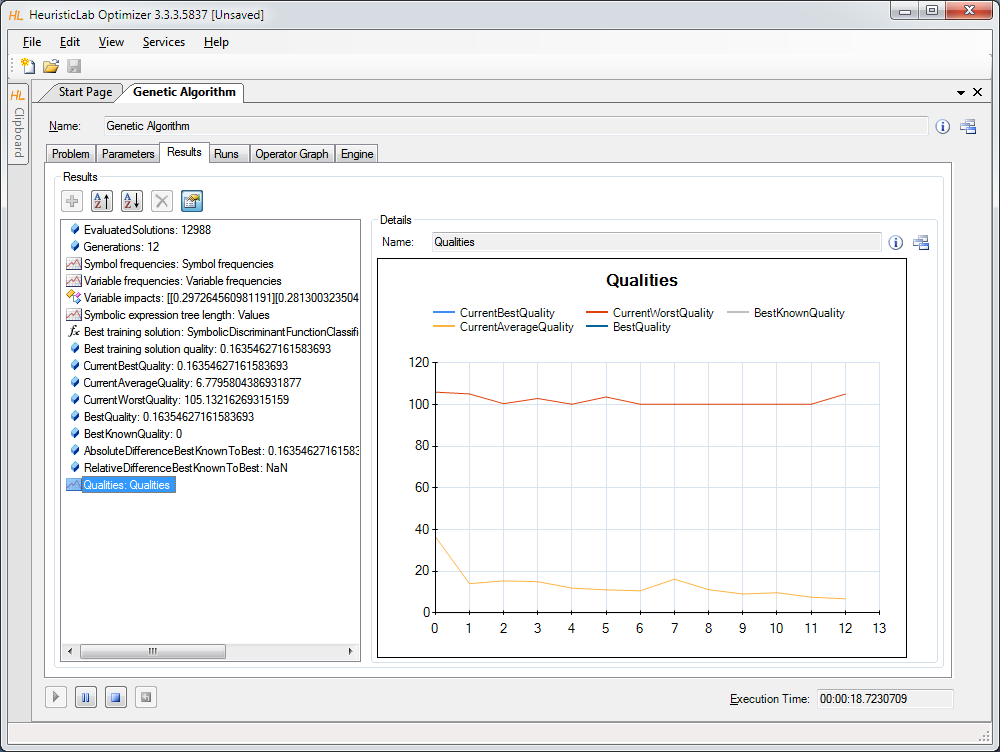 HL HeuristicLab Optimizer 3.3.3.5837 [Unsaved]
File Edit View Services Help
HL Clipboard
Start Page Genetic Algorithm
Name: Genetic Algorithm
Problem Parameters Results Runs Operator Graph Engine
Results
EvaluatedSolutions: 12988
Generations: 12
Symbol frequencies: Symbol frequencies
Variable frequencies: Variable frequencies
Variable impacts: [[0.297264560981191][0.281300323504
Symbolic expression tree length: Values
Best training solution: SymbolicDiscriminantFunctionClassifi
Best training solution quality: 0.16354627161583693
CurrentBestQuality: 0.16354627161583693
CurrentAverageQuality: 6.7795804386931877
CurrentWorstQuality: 105.13216269315159
BestQuality: 0.16354627161583693
BestKnownQuality: 0
AbsoluteDifferenceBestKnownToBest: 0.16354627161583
RelativeDifferenceBestKnownToBest: NaN
Qualities: Qualities
Details
Name: Qualities
Qualities
CurrentBestQuality CurrentWorstQuality BestKnownQuality
CurrentAverageQuality BestQuality
120
100
80
60
40
20
0
0 1 2 3 4 5 6 7 8 9 10 11 12 13
Execution Time: 00:00:18.7230709